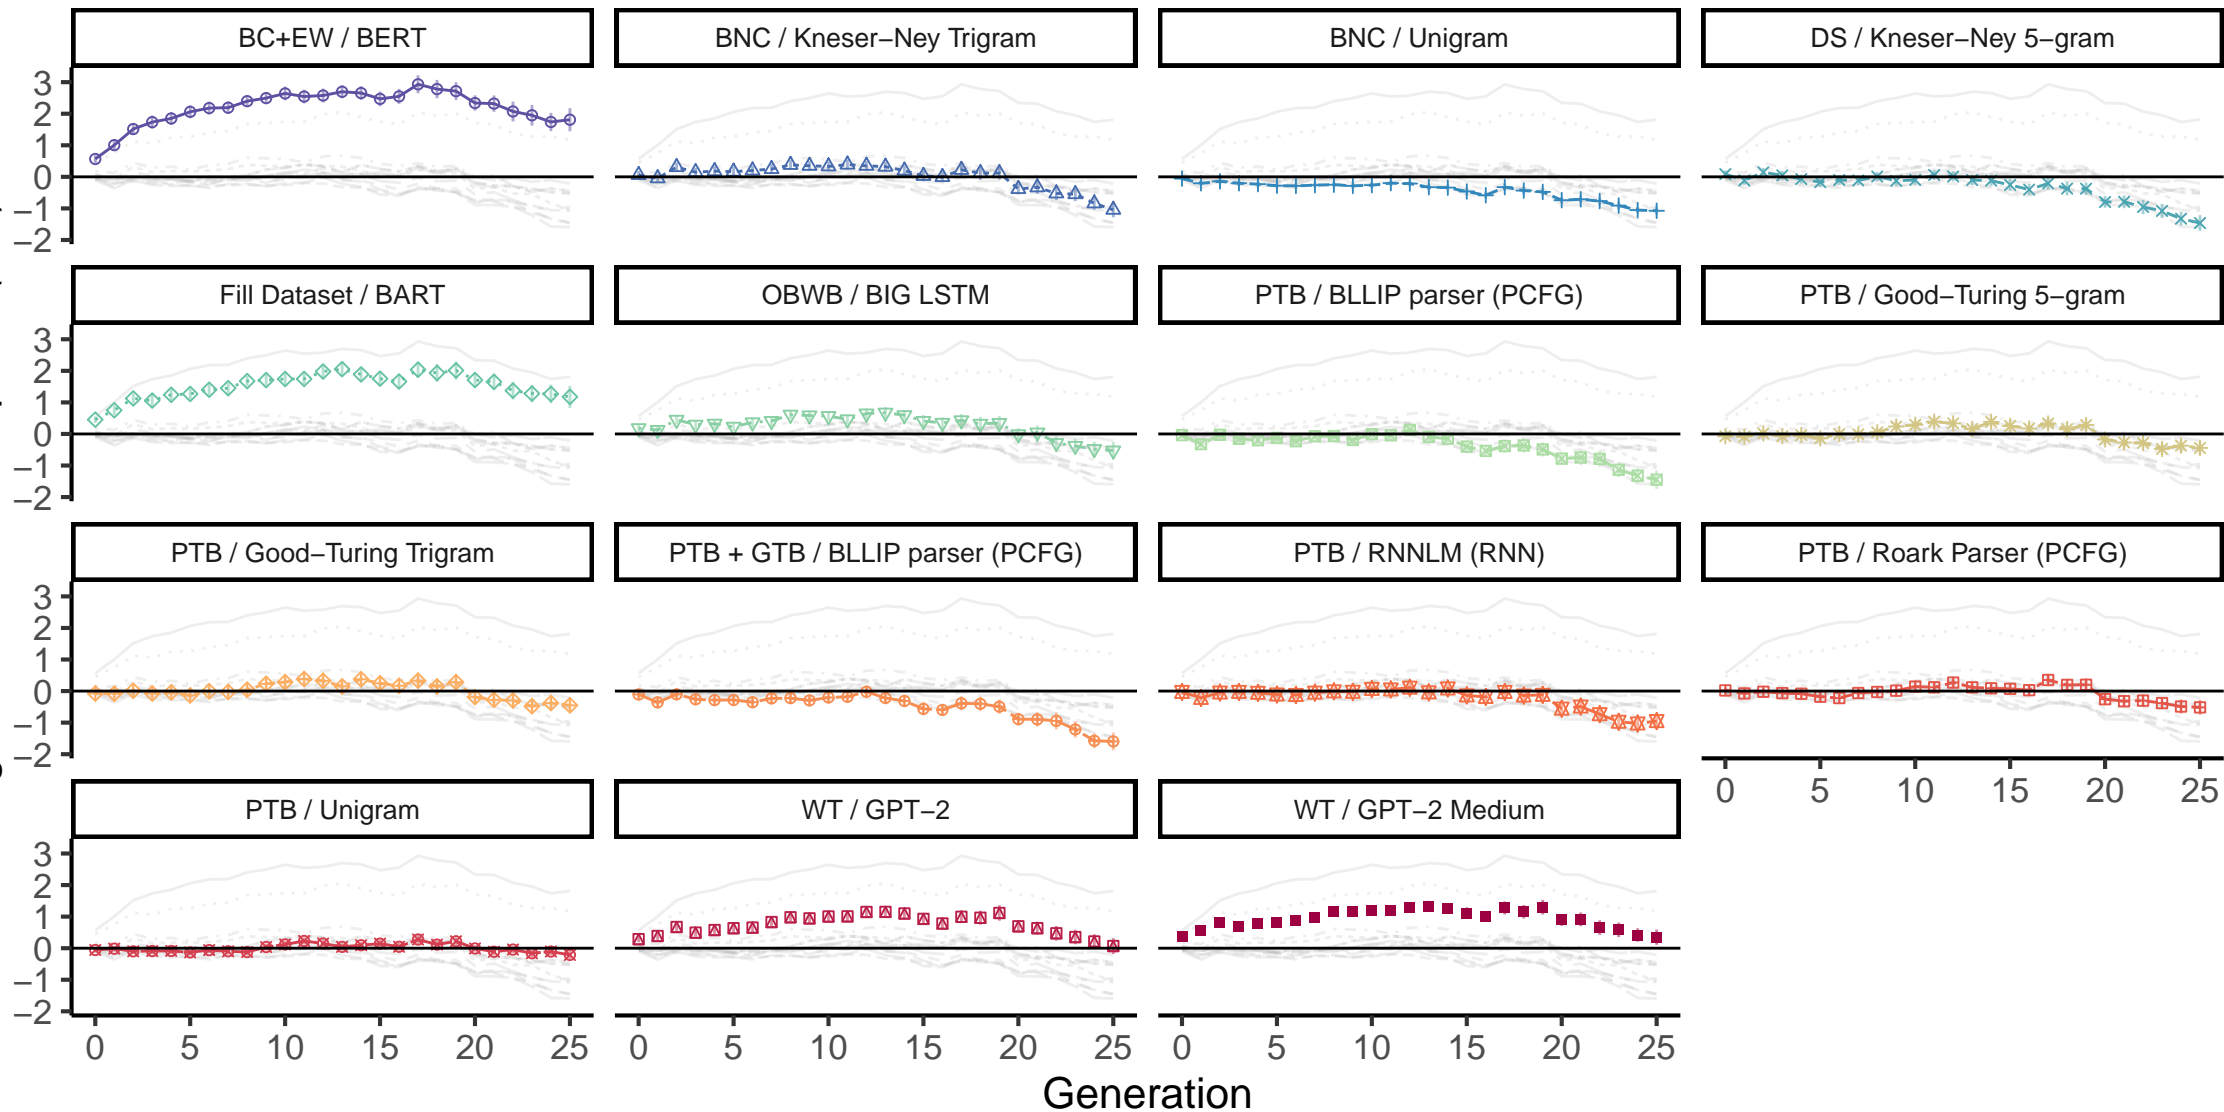 BC+EW / BERT
BNC / Kneser−Ney Trigram
BNC / Unigram
DS / Kneser−Ney 5−gram
3
2
1
0
−1
−2
Fill Dataset / BART
OBWB / BIG LSTM
PTB / BLLIP parser (PCFG)
PTB / Good−Turing 5−gram
3
2
1
0
−1
−2
PTB / Good−Turing Trigram
PTB + GTB / BLLIP parser (PCFG)
PTB / RNNLM (RNN)
PTB / Roark Parser (PCFG)
3
2
1
0
−1
−2
0 5 10 15 20 25
PTB / Unigram
WT / GPT−2
WT / GPT−2 Medium
3
2
1
0
−1
−2
0 5 10 15 20 25
0 5 10 15 20 25
0 5 10 15 20 25
Generation